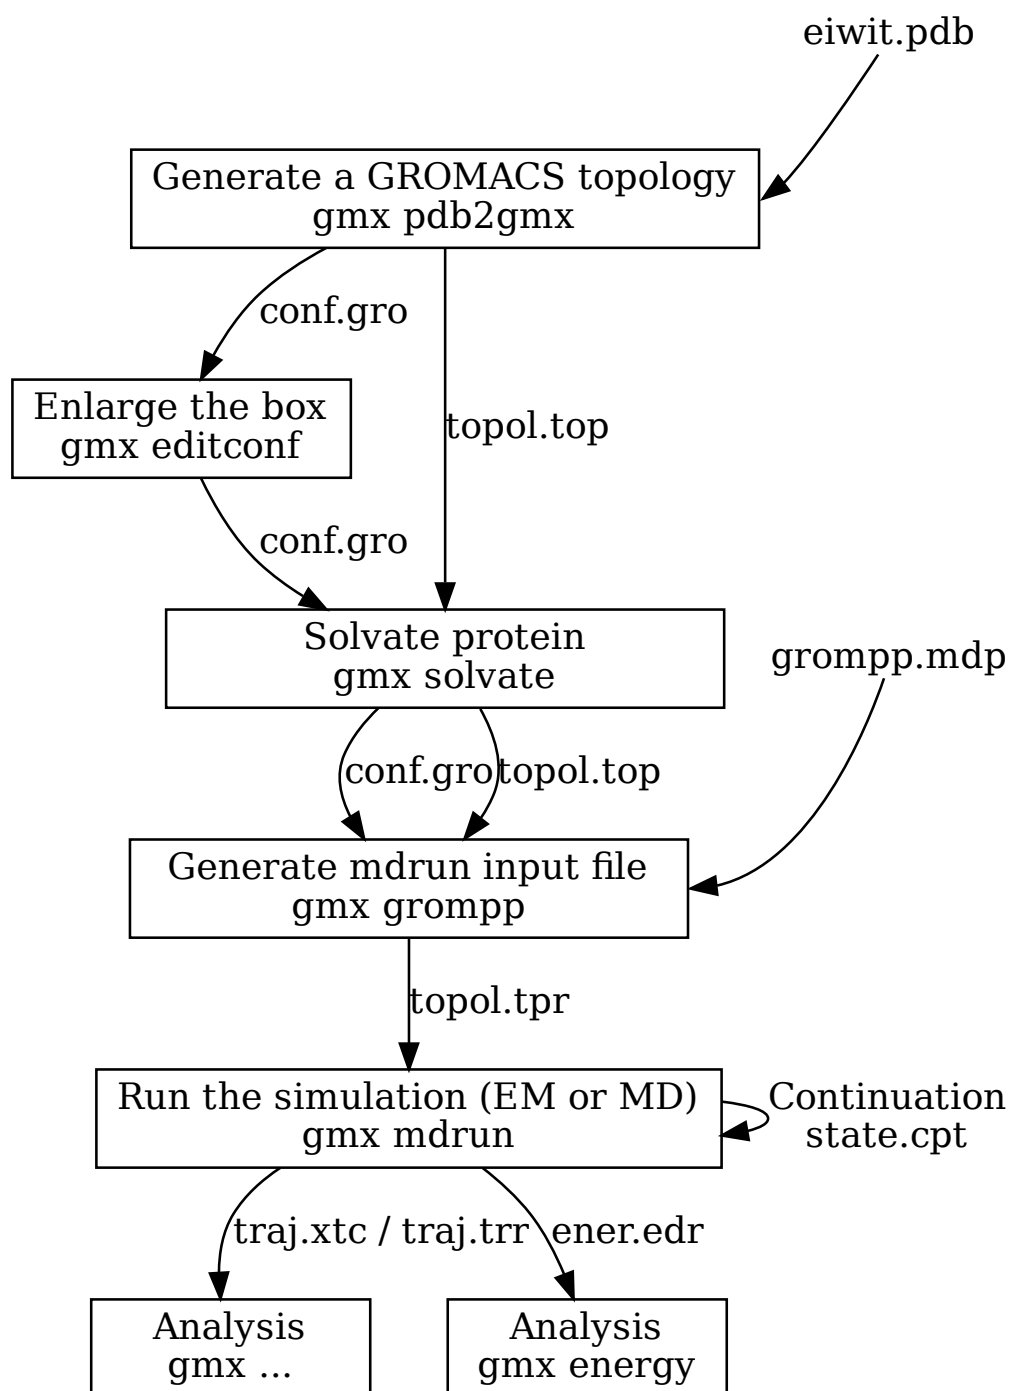 eiwit.pdb
Generate a GROMACS topology
gmx pdb2gmx
conf.gro
Enlarge the box
gmx editconf
topol.top
conf.gro
Solvate protein
gmx solvate
grompp.mdp
conf.gro
topol.top
Generate mdrun input file
gmx grompp
topol.tpr
Run the simulation (EM or MD)
gmx mdrun
Continuation
state.cpt
traj.xtc / traj.trr
ener.edr
Analysis
gmx ...
Analysis
gmx energy